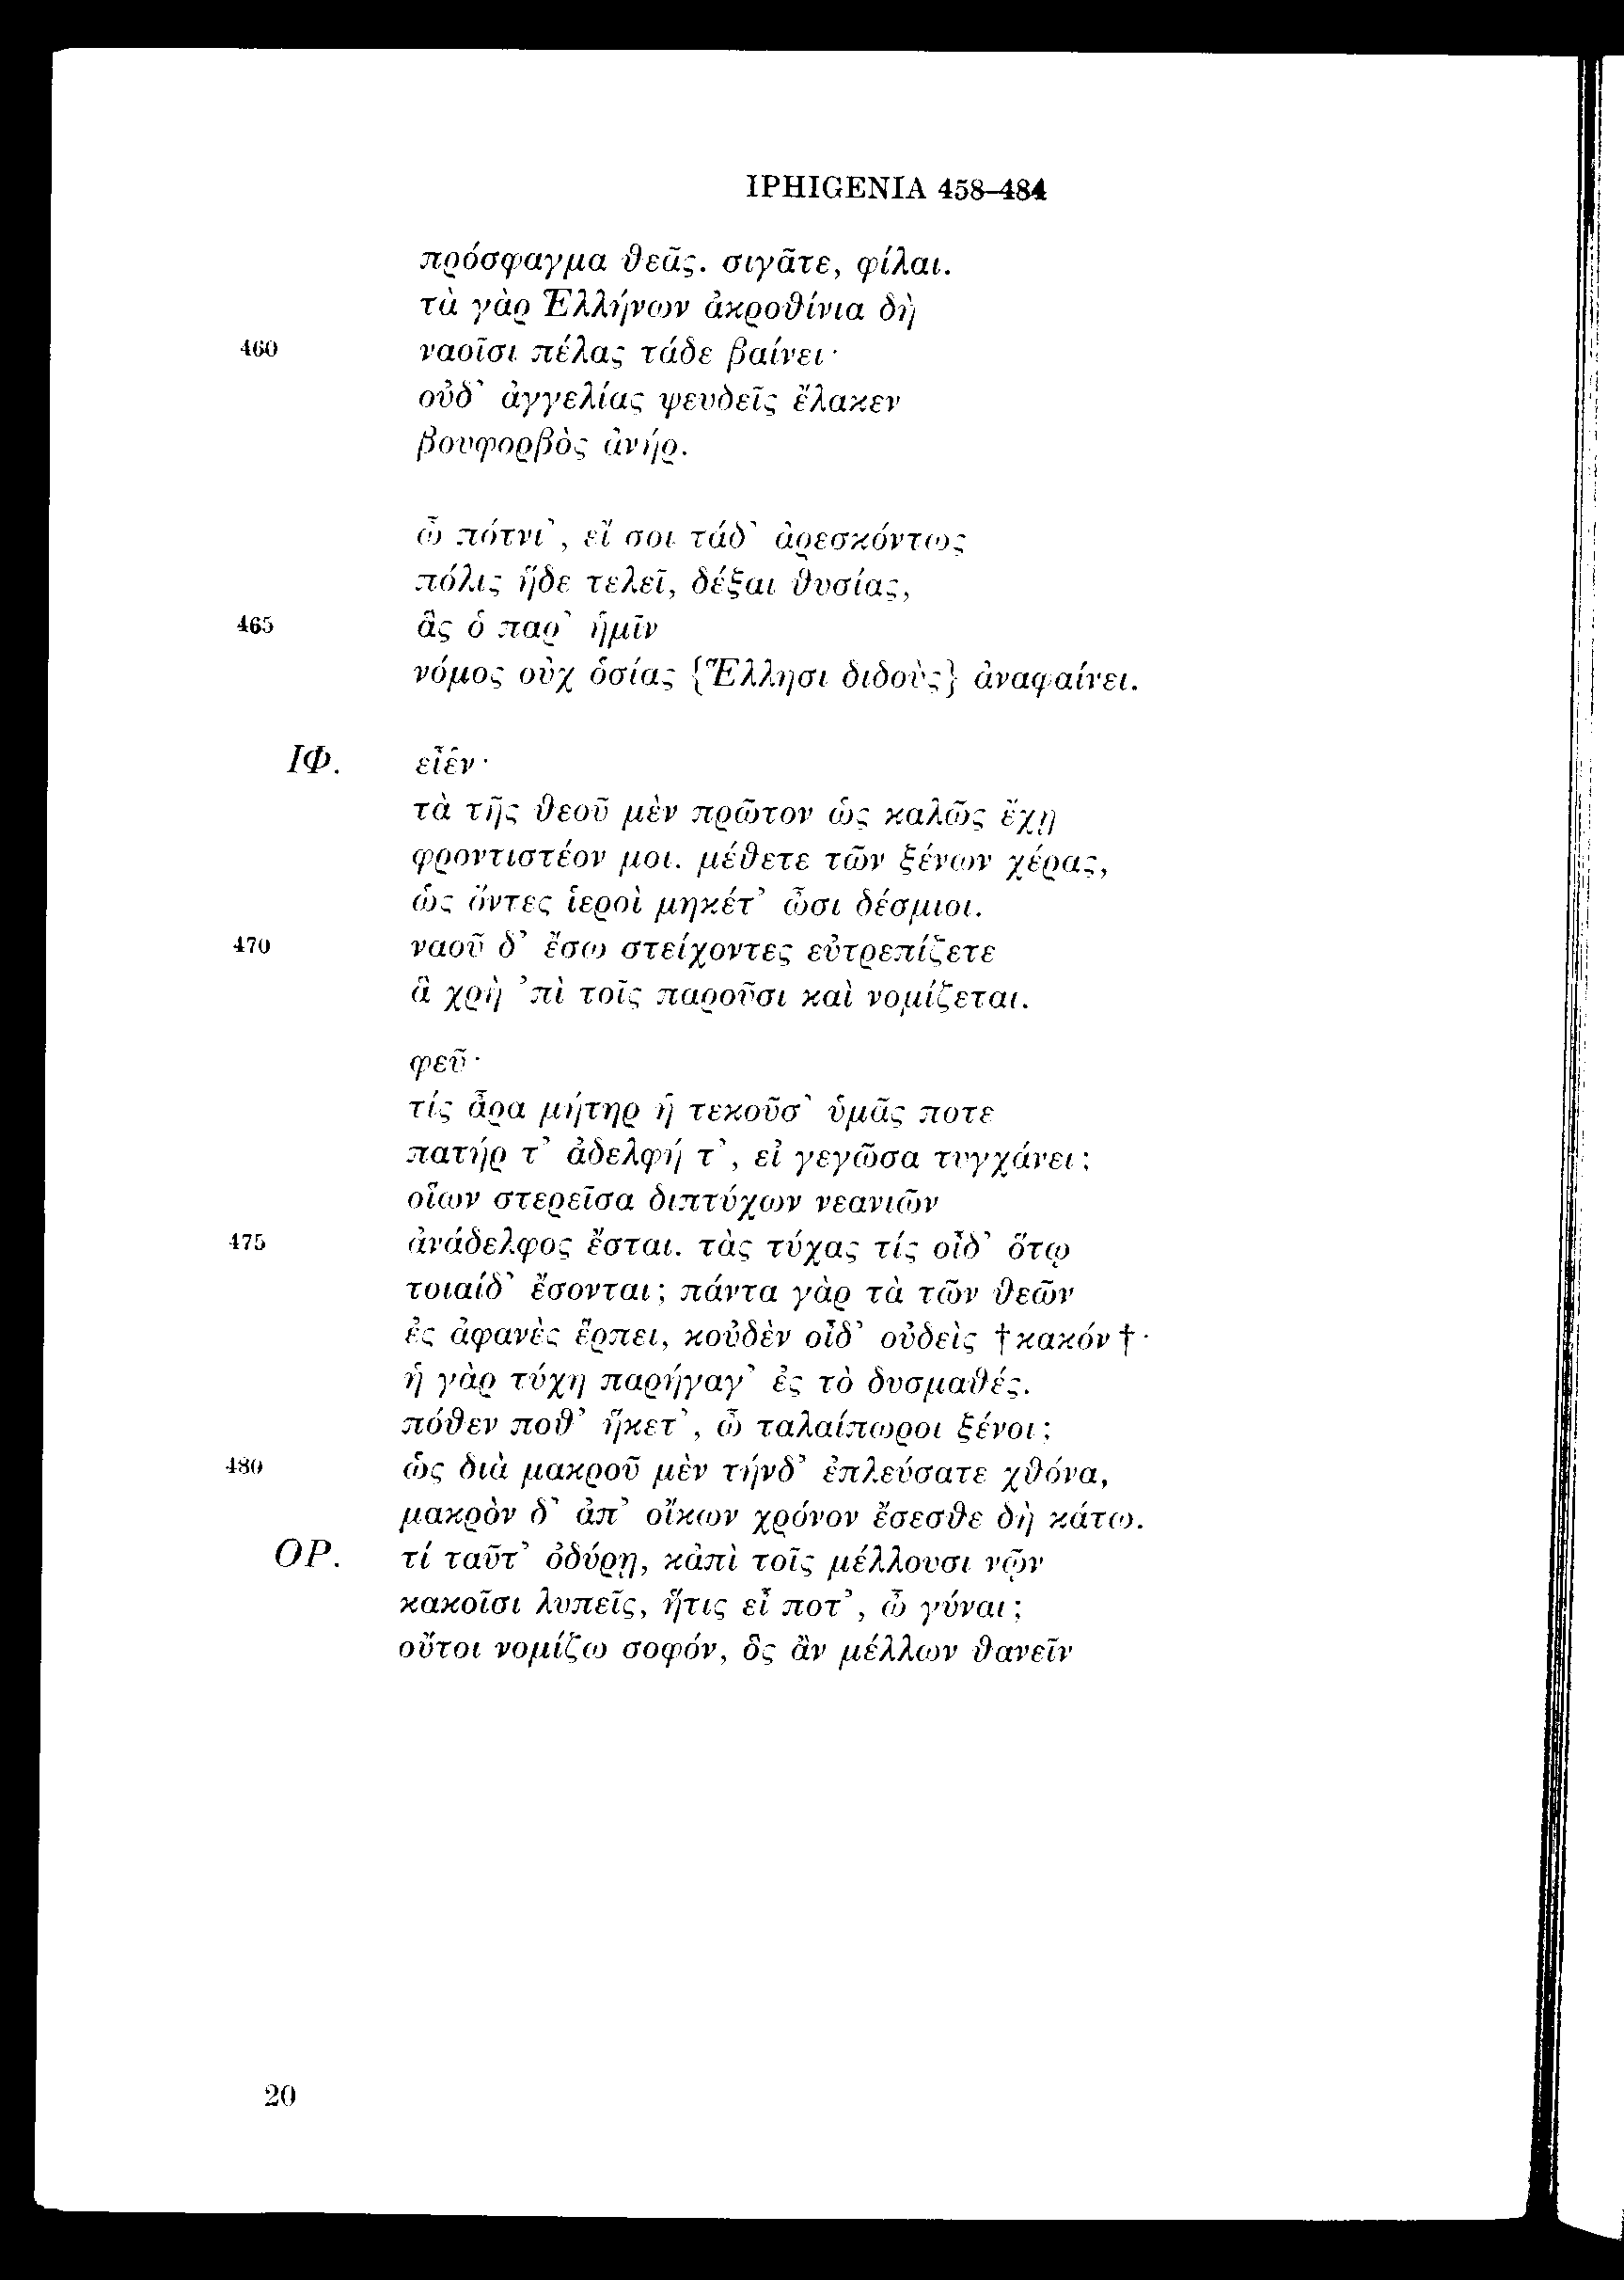 IPHIGENIA 458–484
πρόσφαγμα θεᾶς. σιγᾶτε, φίλαι.
τὰ γὰρ Ἑλλήνων ἀκροθίνια δὴ
460 ναοῖσι πέλας τάδε βαίνει·
οὐδ᾽ ἀγγελίας ψευδεῖς ἔλακεν
βουφορβὸς ἀνήρ.
ὦ πότνι᾽, εἴ σοι τάδ᾽ ἀρεσκόντως
πόλις ἥδε τελεῖ, δέξαι θυσίας,
465 ἃς ὁ παρ᾽ ἡμῖν
νόμος οὐχ ὁσίας {Ἕλλησι διδοὺς} ἀναφαίνει.
ΙΦ. εἶἑν·
τὰ τῆς θεοῦ μὲν πρῶτον ὡς καλῶς ἔχῃ
φροντιστέον μοι. μέθετε τῶν ξένων χέρας,
ὡς ὄντες ἱεροὶ μηκέτ᾽ ὦσι δέσμιοι.
470 ναοῦ δ᾽ ἔσω στείχοντες εὐτρεπίζετε
ἃ χρὴ ᾽πὶ τοῖς παροῦσι καὶ νομίζεται.
φεῦ·
τίς ἆρα μήτηρ ἡ τεκοῦσ᾽ ὑμᾶς ποτε
πατήρ τ᾽ ἀδελφή τ᾽, εἰ γεγῶσα τυγχάνει;
οἵων στερεῖσα διπτύχων νεανιῶν
475 ἀνάδελφος ἔσται. τὰς τύχας τίς οἶδ᾽ ὅτῳ
τοιαίδ᾽ ἔσονται; πάντα γὰρ τὰ τῶν θεῶν
ἐς ἀφανὲς ἕρπει, κοὐδὲν οἶδ᾽ οὐδεὶς †κακόν†·
ἡ γὰρ τύχη παρήγαγ᾽ ἐς τὸ δυσμαθές.
πόθεν ποθ᾽ ἥκετ᾽, ὦ ταλαίπωροι ξένοι;
480 ὡς διὰ μακροῦ μὲν τήνδ᾽ ἐπλεύσατε χθόνα,
μακρὸν δ᾽ ἀπ᾽ οἴκων χρόνον ἔσεσθε δὴ κάτω.
ΟΡ. τί ταῦτ᾽ ὀδύρῃ, κἀπὶ τοῖς μέλλουσι νῷν
κακοῖσι λυπεῖς, ἥτις εἶ ποτ᾽, ὦ γύναι;
οὔτοι νομίζω σοφόν, ὃς ἂν μέλλων θανεῖν
20